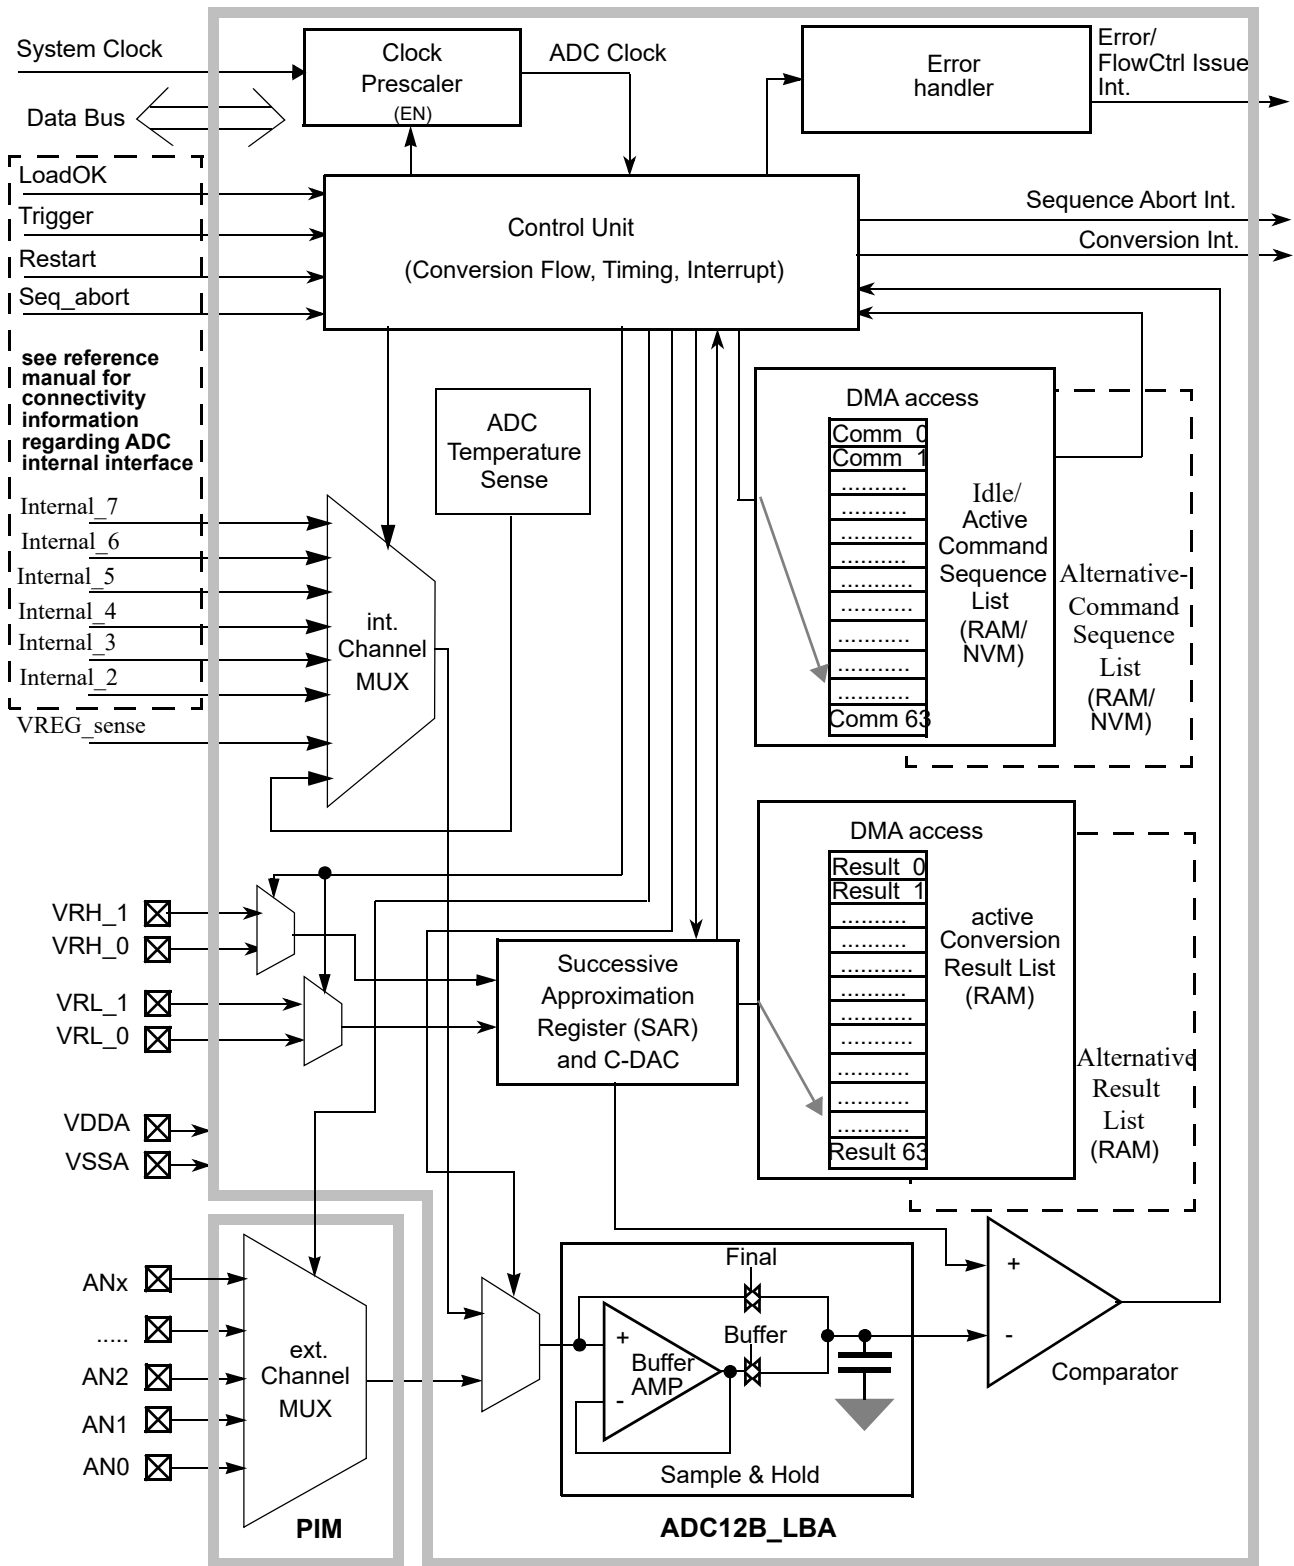 System Clock
Data Bus
Clock
Prescaler
(EN)
ADC Clock
Error
handler
Error/
FlowCtrl Issue
Int.
LoadOK
Trigger
Restart
Seq_abort
Control Unit
(Conversion Flow, Timing, Interrupt)
Sequence Abort Int.
Conversion Int.
see reference
manual for
connectivity
information
regarding ADC
internal interface
Internal_7
Internal_6
Internal_5
Internal_4
Internal_3
Internal_2
VREG_sense
ADC
Temperature
Sense
int.
Channel
MUX
DMA access
Comm 0
Comm 1
..........
..........
...........
..........
..........
...........
...........
...........
...........
Comm 63
Idle/
Active
Command
Sequence
List
(RAM/
NVM)
Alternative-
Command
Sequence
List
(RAM/
NVM)
DMA access
Result 0
Result 1
..........
..........
...........
..........
..........
...........
...........
...........
...........
Result 63
active
Conversion
Result List
(RAM)
Alternative
Result
List
(RAM)
VRH_1
VRH_0
VRL_1
VRL_0
VDDA
VSSA
Successive
Approximation
Register (SAR)
and C-DAC
ANx
.....
AN2
AN1
AN0
ext.
Channel
MUX
PIM
Final
Buffer
+
Buffer
AMP
-
Sample & Hold
+
-
Comparator
ADC12B_LBA